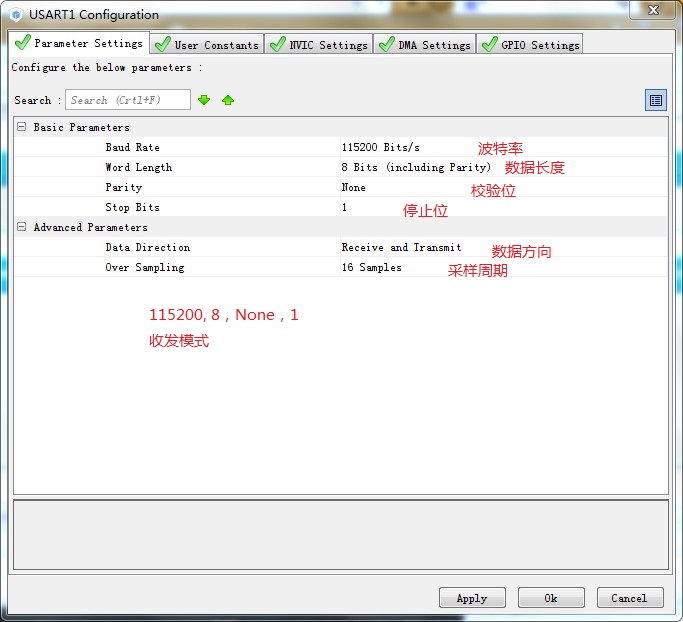 USART1 Configuration
Parameter Settings User Constants NVIC Settings DMA Settings GPIO Settings
Configure the below parameters :
Search : Search (Crtl+F)
Basic Parameters
Baud Rate 115200 Bits/s 波特率
Word Length 8 Bits (including Parity) 数据长度
Parity None 校验位
Stop Bits 1 停止位
Advanced Parameters
Data Direction Receive and Transmit 数据方向
Over Sampling 16 Samples 采样周期
115200, 8，None，1
收发模式
Apply Ok Cancel